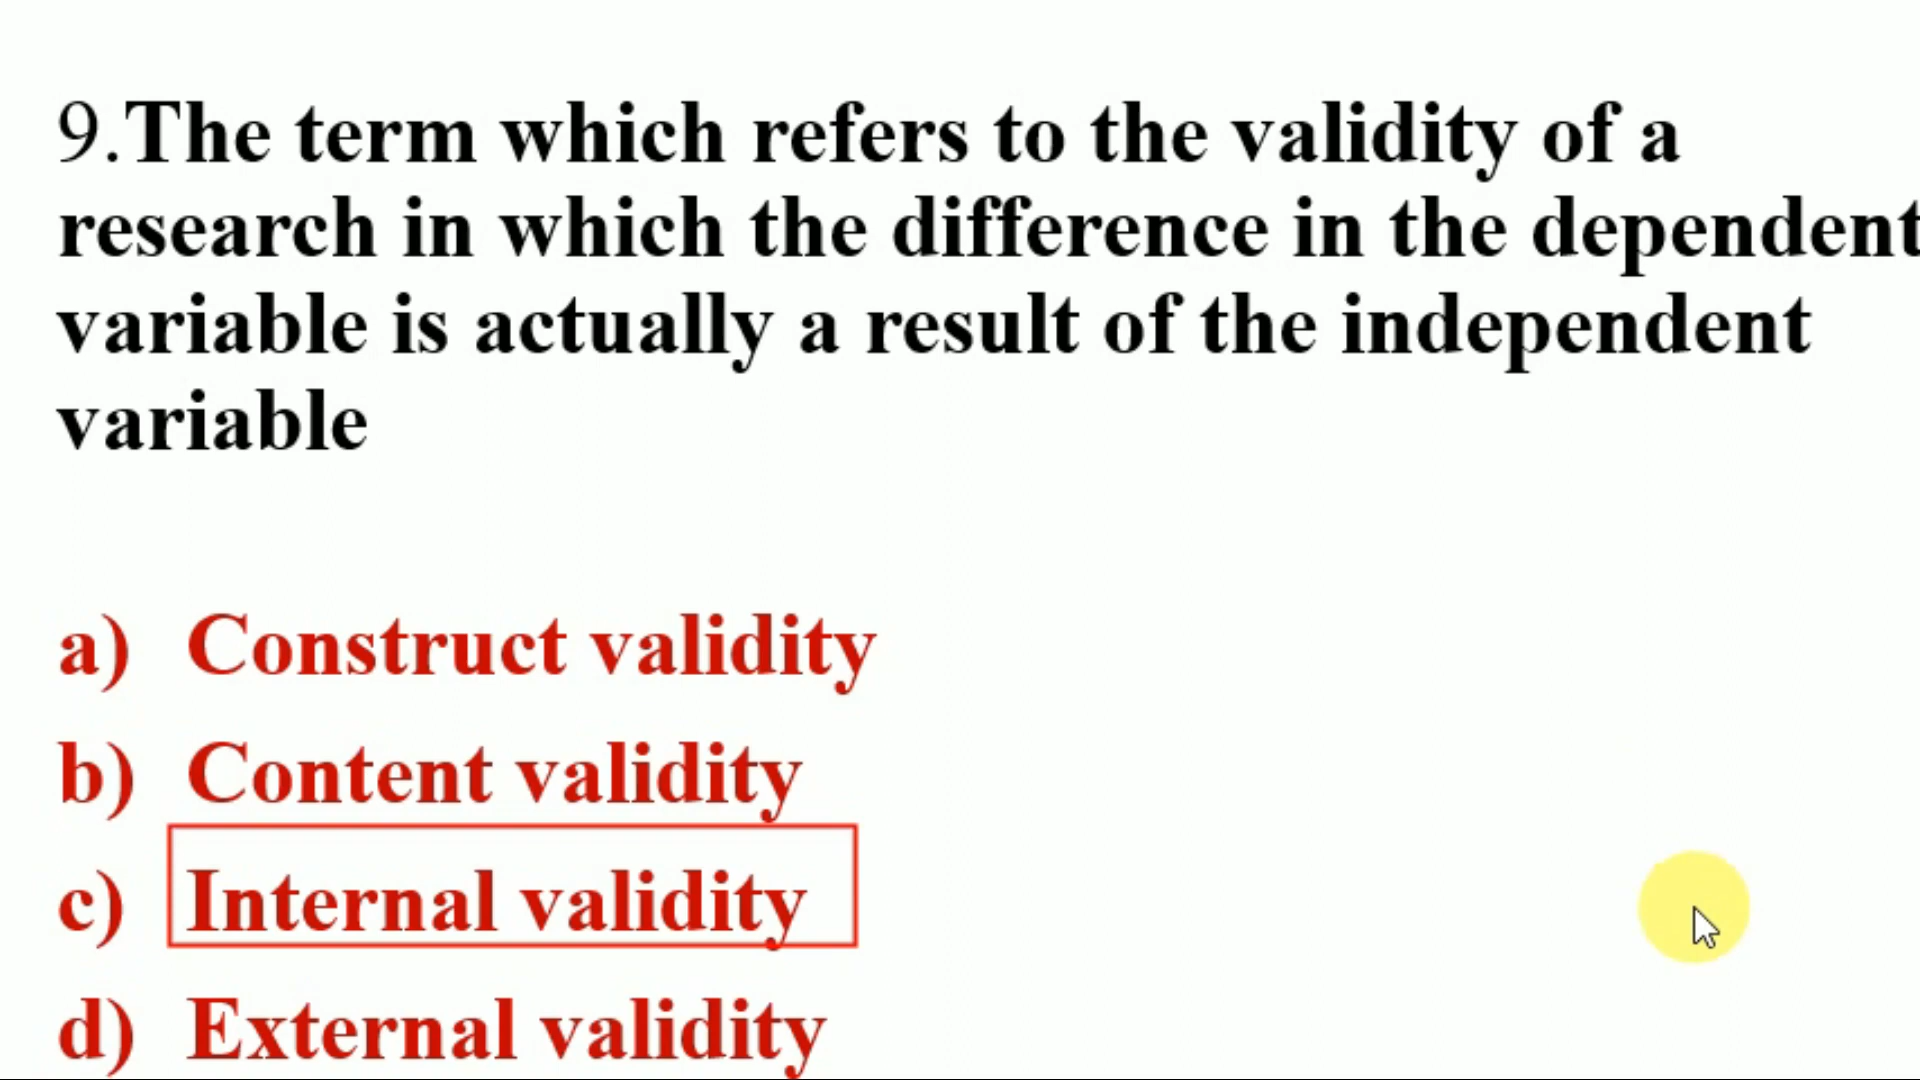 9.The term which refers to the validity of a
research in which the difference in the dependent
variable is actually a result of the independent
variable
a) Construct validity
b) Content validity
c) Internal validity
d) External validity